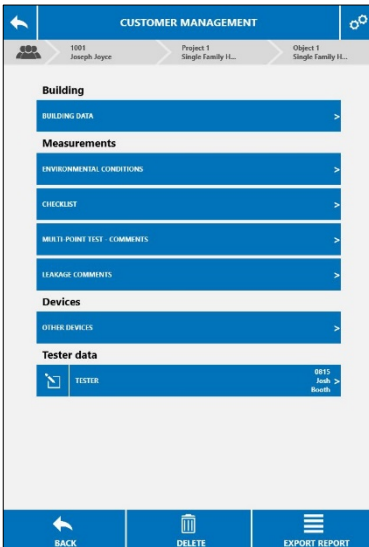 CUSTOMER MANAGEMENT
1001
Joseph Joyce
Project 1
Single Family H...
Object 1
Single Family H...
Building
BUILDING DATA >
Measurements
ENVIRONMENTAL CONDITIONS >
CHECKLIST >
MULTI-POINT TEST - COMMENTS >
LEAKAGE COMMENTS >
Devices
OTHER DEVICES >
Tester data
TESTER
0815
Josh >
Booth
BACK
DELETE
EXPORT REPORT